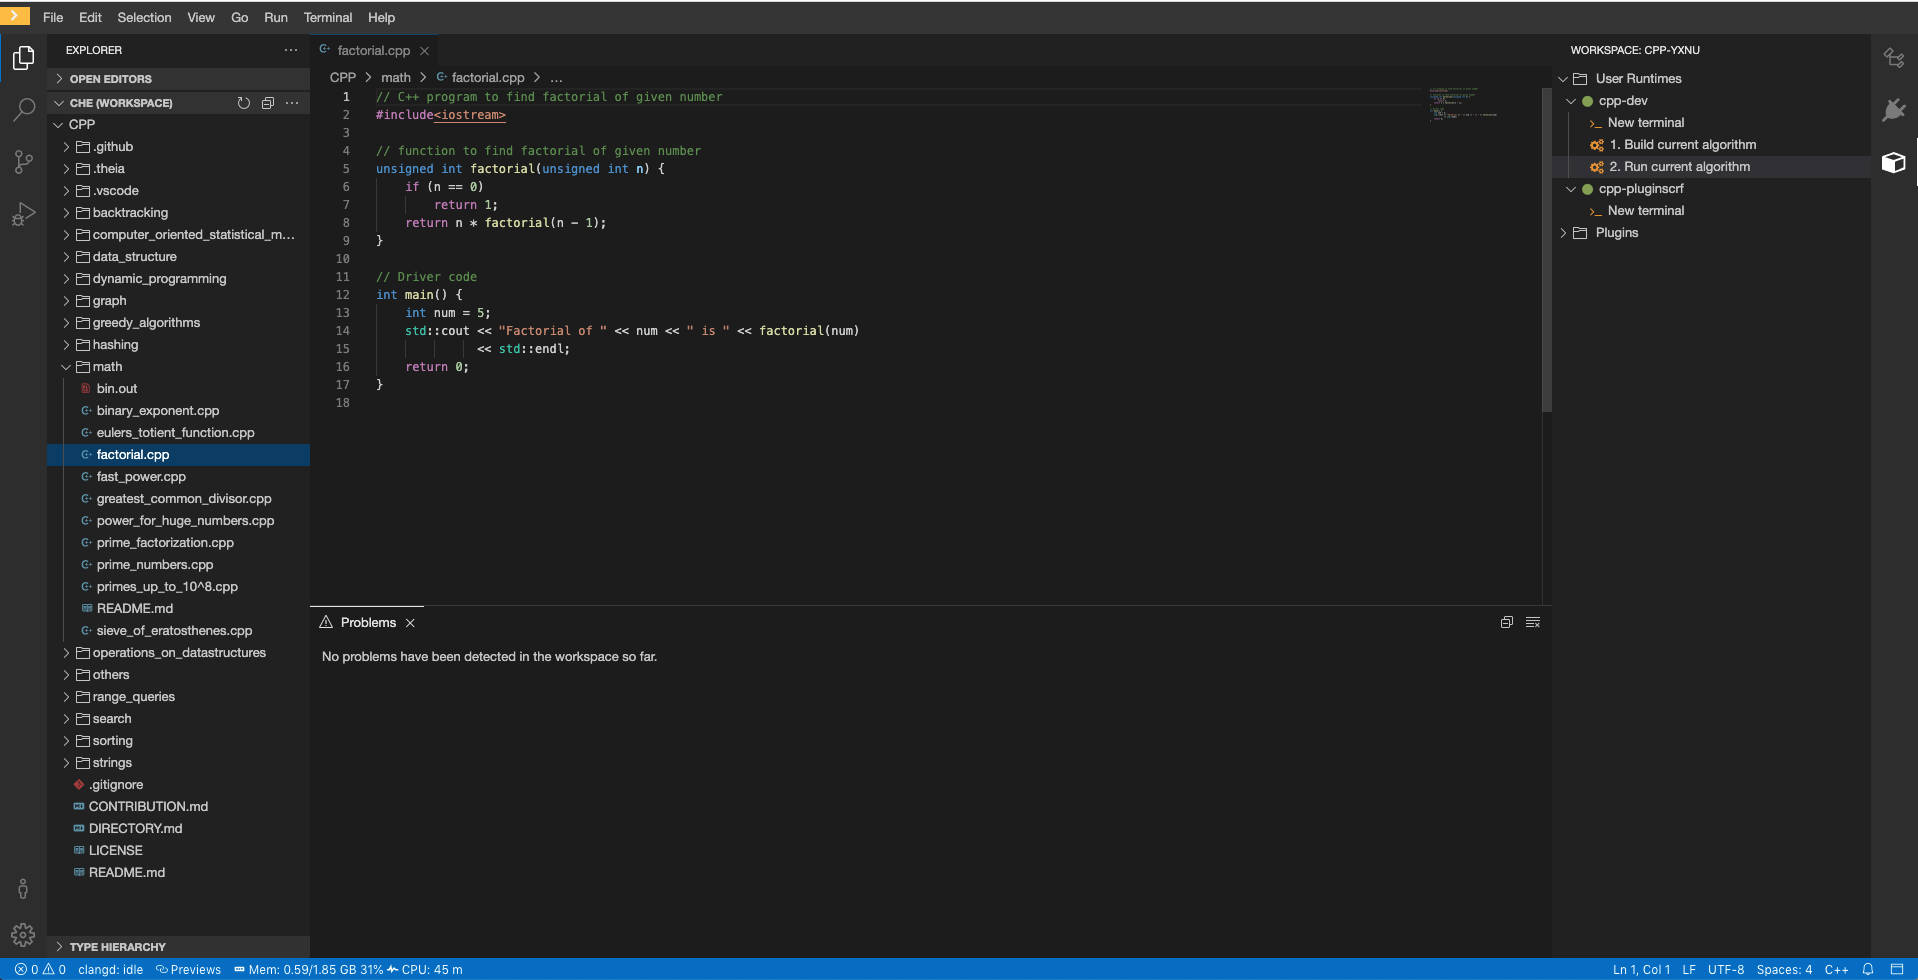 File Edit Selection View Go Run Terminal Help
EXPLORER
OPEN EDITORS
CHE (WORKSPACE)
CPP
.github
.theia
.vscode
backtracking
computer_oriented_statistical_m...
data_structure
dynamic_programming
graph
greedy_algorithms
hashing
math
bin.out
binary_exponent.cpp
eulers_totient_function.cpp
factorial.cpp
fast_power.cpp
greatest_common_divisor.cpp
power_for_huge_numbers.cpp
prime_factorization.cpp
prime_numbers.cpp
primes_up_to_10^8.cpp
README.md
sieve_of_eratosthenes.cpp
operations_on_datastructures
others
range_queries
search
sorting
strings
.gitignore
CONTRIBUTION.md
DIRECTORY.md
LICENSE
README.md
TYPE HIERARCHY
factorial.cpp
CPP > math > factorial.cpp > ...
1 // C++ program to find factorial of given number
2 #include<iostream>
3
4 // function to find factorial of given number
5 unsigned int factorial(unsigned int n) {
6 if (n == 0)
7 return 1;
8 return n * factorial(n - 1);
9 }
10
11 // Driver code
12 int main() {
13 int num = 5;
14 std::cout << "Factorial of " << num << " is " << factorial(num)
15 << std::endl;
16 return 0;
17 }
18
Problems
No problems have been detected in the workspace so far.
WORKSPACE: CPP-YXNU
User Runtimes
cpp-dev
New terminal
1. Build current algorithm
2. Run current algorithm
cpp-pluginscrf
New terminal
Plugins
0 0 clangd: idle Previews Mem: 0.59/1.85 GB 31% CPU: 45 m
Ln 1, Col 1 LF UTF-8 Spaces: 4 C++